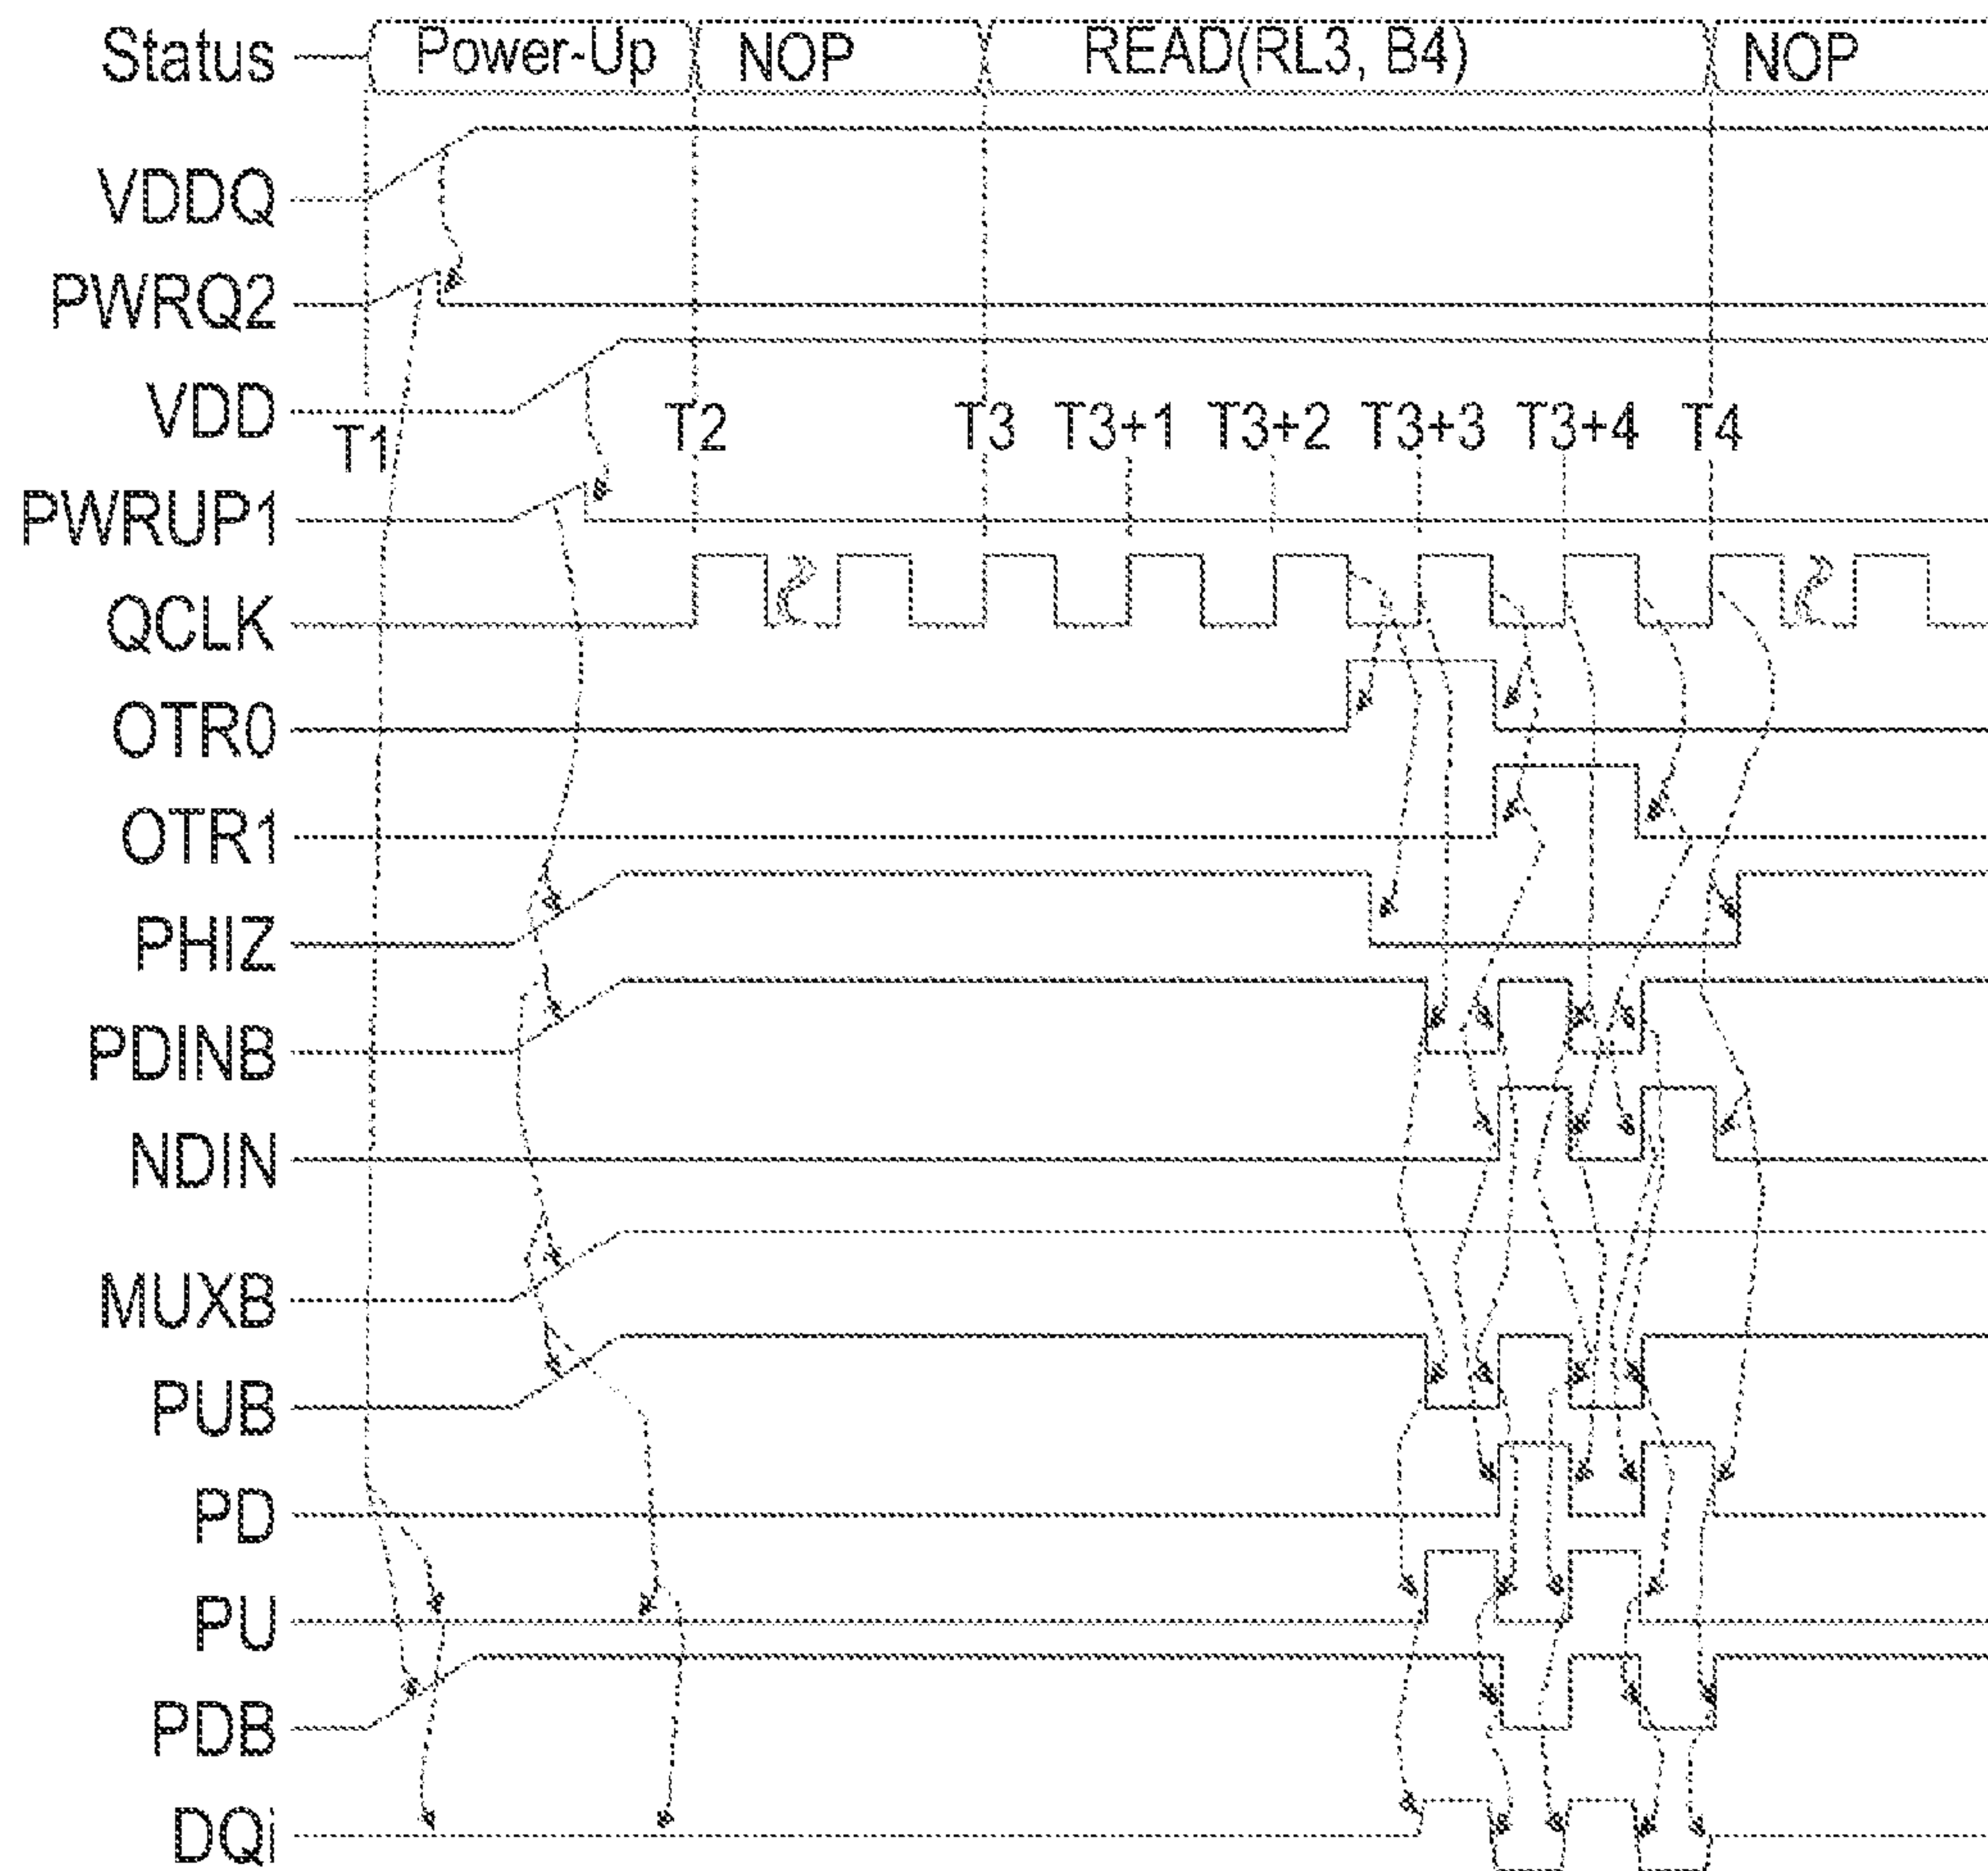 Status Power-Up NOP READ(RL3, B4) NOP
VDDQ
PWRQ2
VDD
T1 T2 T3 T3+1 T3+2 T3+3 T3+4 T4
PWRUP1
QCLK
OTR0
OTR1
PHIZ
PDINB
NDIN
MUXB
PUB
PD
PU
PDB
DQi